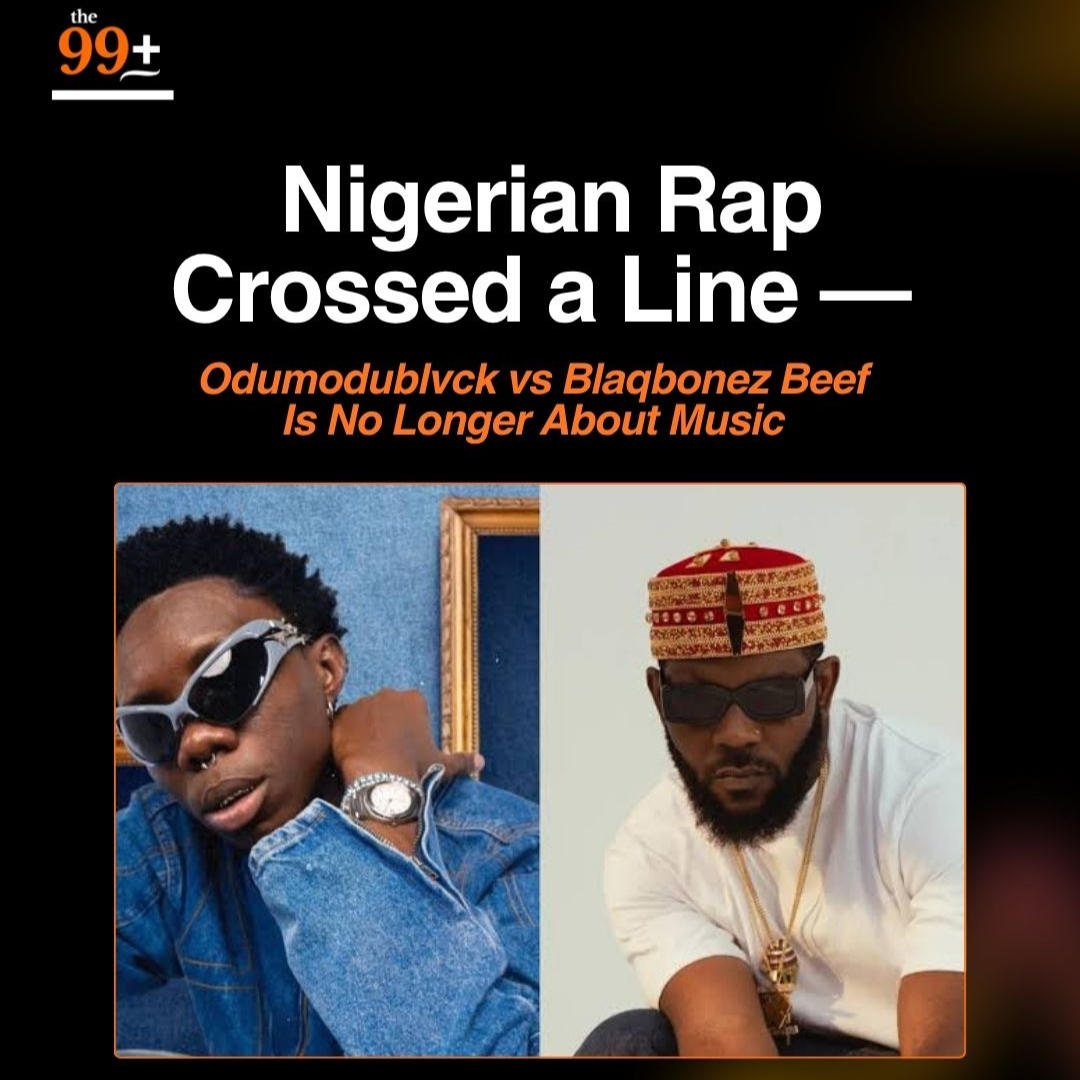 the
99+
Nigerian Rap
Crossed a Line —
Odumodublvck vs Blaqbonez Beef
Is No Longer About Music